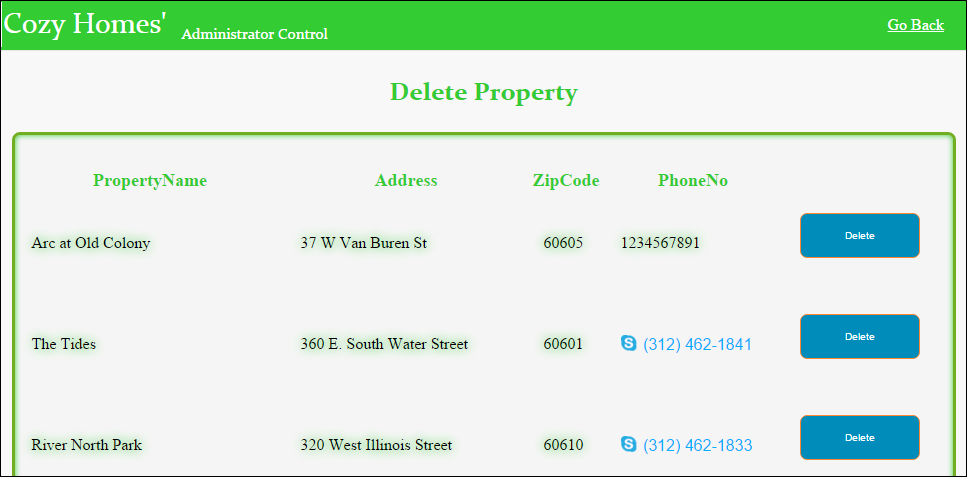 Cozy Homes' Administrator Control Go Back
Delete Property
PropertyName Address ZipCode PhoneNo
Arc at Old Colony 37 W Van Buren St 60605 1234567891 Delete
The Tides 360 E. South Water Street 60601 (312) 462-1841 Delete
River North Park 320 West Illinois Street 60610 (312) 462-1833 Delete